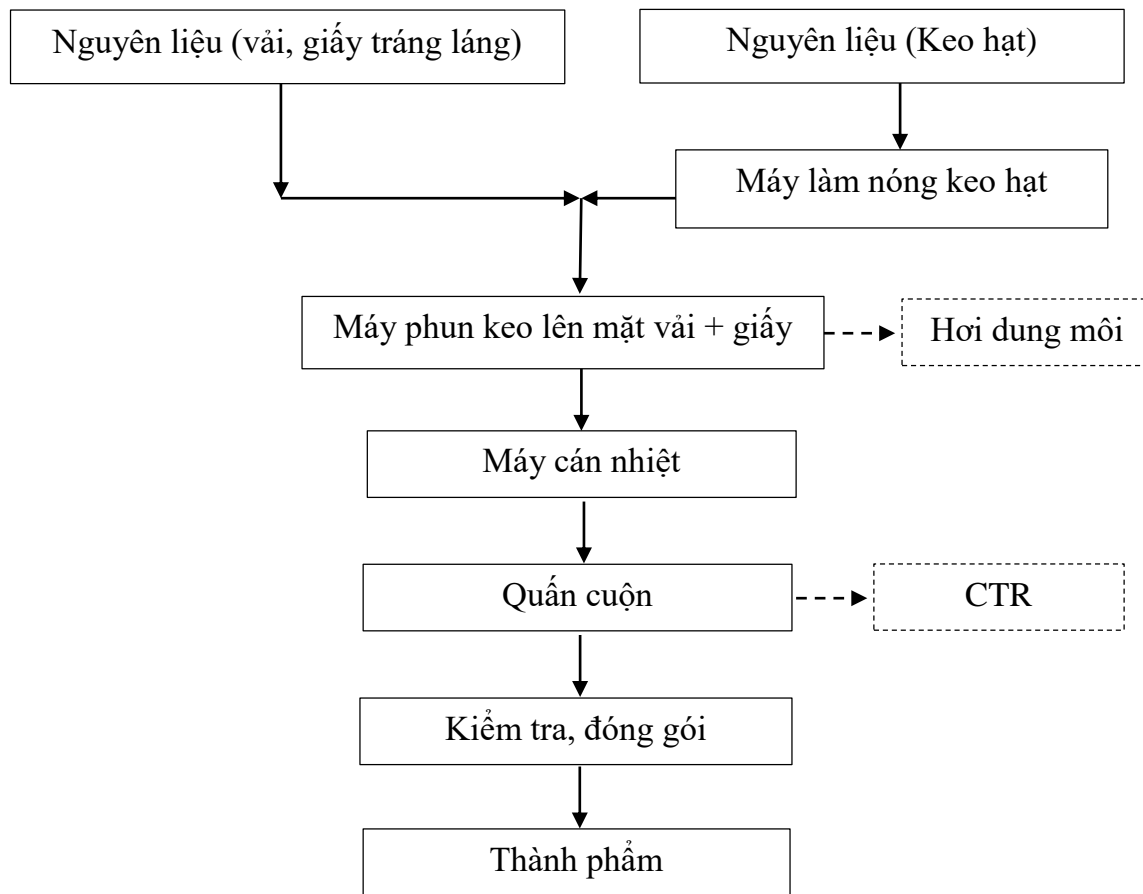 Nguyên liệu (vải, giấy tráng láng)
Nguyên liệu (Keo hạt)
Máy làm nóng keo hạt
Máy phun keo lên mặt vải + giấy
Hơi dung môi
Máy cán nhiệt
Quấn cuộn
CTR
Kiểm tra, đóng gói
Thành phẩm